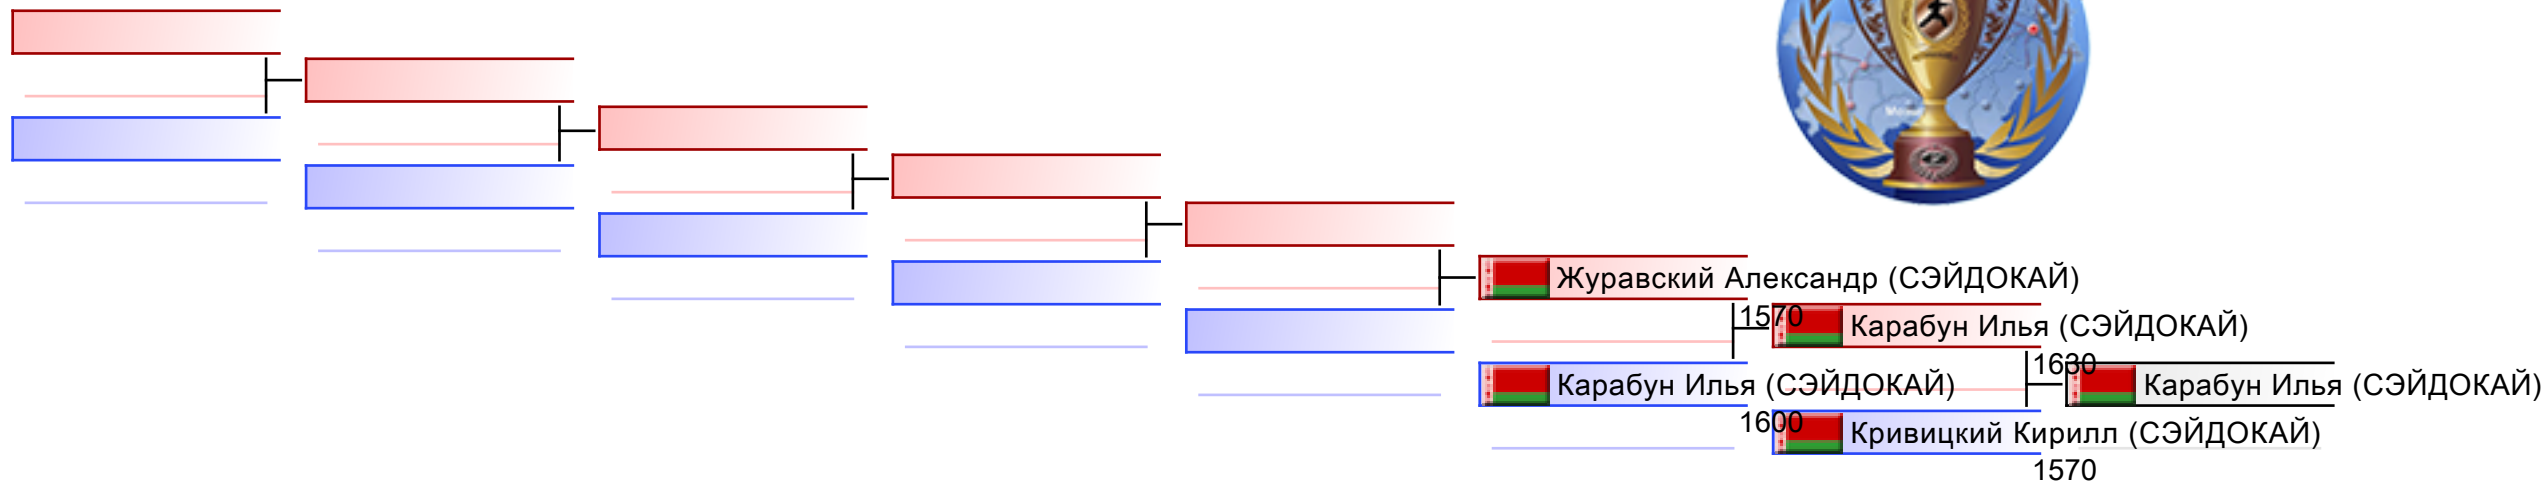 Журавский Александр (СЭЙДОКАЙ)
1570
Карабун Илья (СЭЙДОКАЙ)
1630
Карабун Илья (СЭЙДОКАЙ)
Карабун Илья (СЭЙДОКАЙ)
1600
Кривицкий Кирилл (СЭЙДОКАЙ)
1570